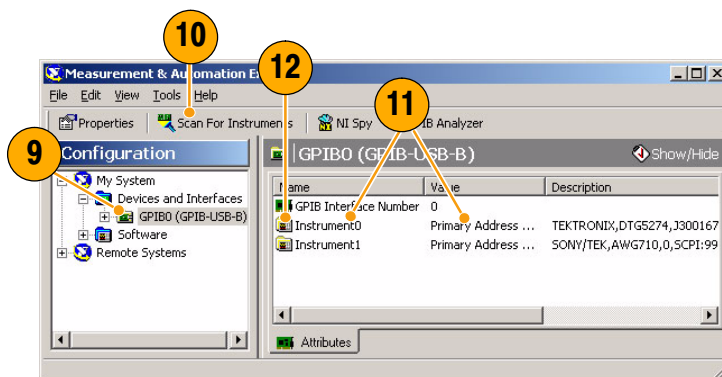 10
12
Measurement & Automation E
File Edit View Tools Help
11
Properties Scan For Instruments NI Spy IB Analyzer
9
Configuration
GPIB0 (GPIB-USB-B)
Show/Hide
My System
Devices and Interfaces
GPIB0 (GPIB-USB-B)
Software
Remote Systems
Name Value Description
GPIB Interface Number 0
Instrument0 Primary Address ... TEKTRONIX,DTG5274,J300167
Instrument1 Primary Address ... SONY/TEK,AWG710,0,SCPI:99
Attributes